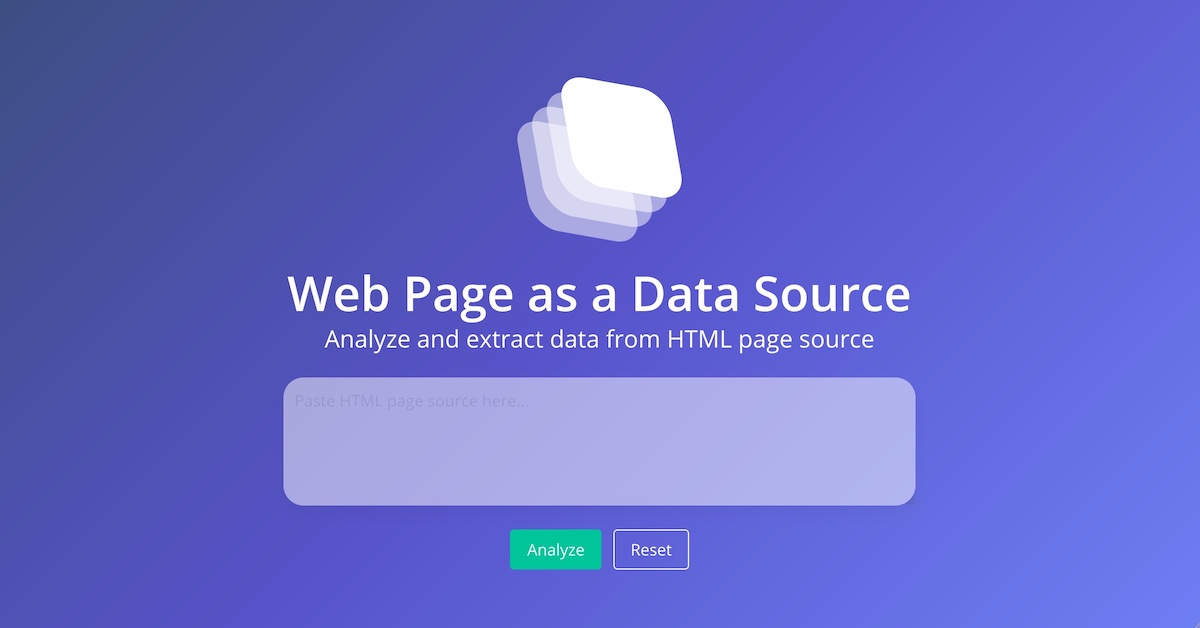 Web Page as a Data Source
Analyze and extract data from HTML page source
Paste HTML page source here...
Analyze
Reset